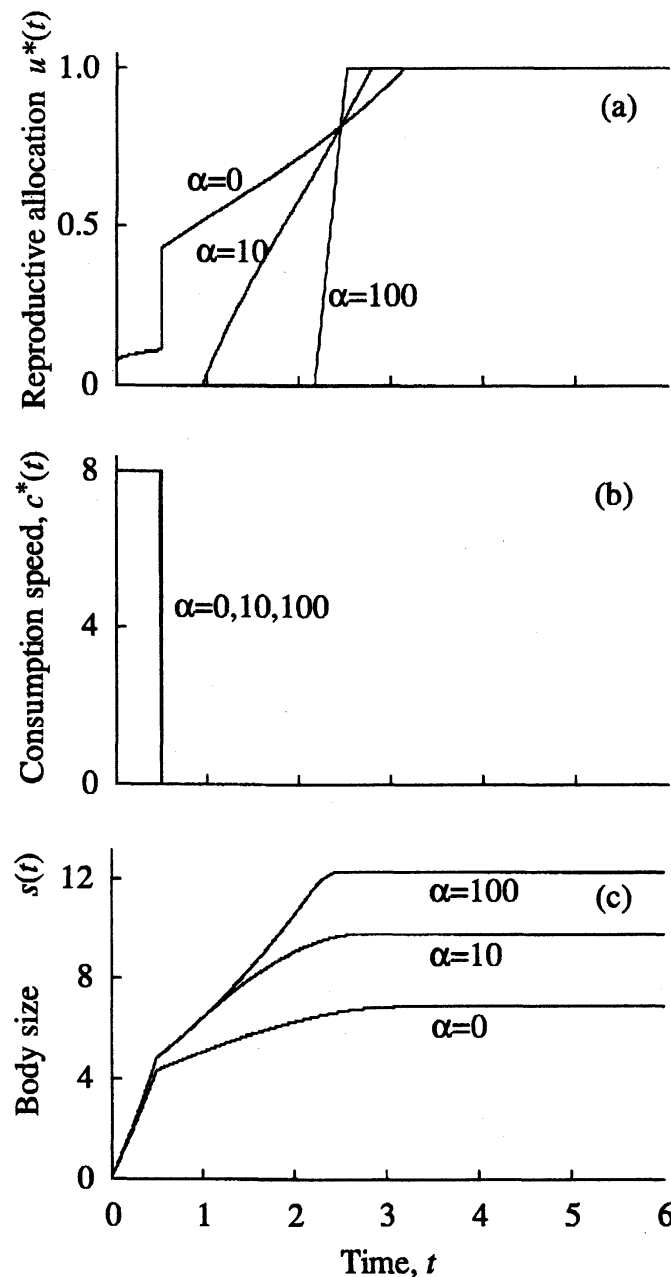 Reproductive allocation u*(t)
1.0
0.5
0
(a)
α=0
α=10
α=100
Consumption speed, c*(t)
8
4
0
(b)
α=0,10,100
Body size s(t)
12
8
4
0
(c)
α=100
α=10
α=0
0 1 2 3 4 5 6
Time, t